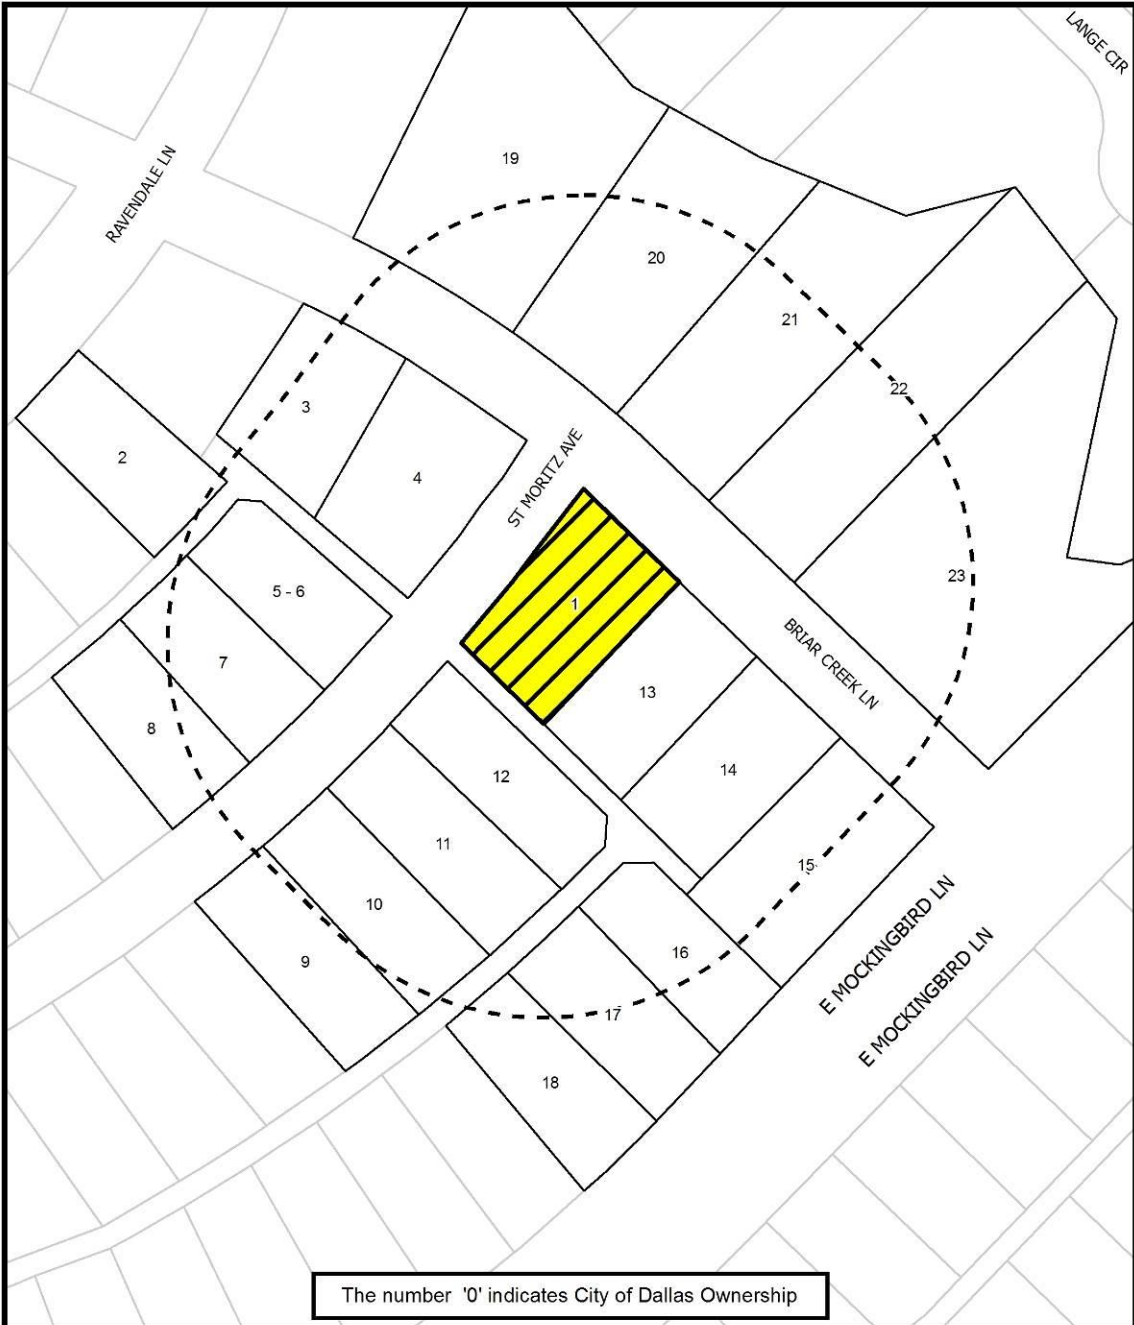 LANGE CIR
RAVENDALE LN
19
20
21
22
3
2
4
ST MORITZ AVE
23
5 - 6
1
7
BRIAR CREEK LN
13
8
12
14
11
15
10
E MOCKINGBIRD LN
9
16
E MOCKINGBIRD LN
17
18
The number '0' indicates City of Dallas Ownership